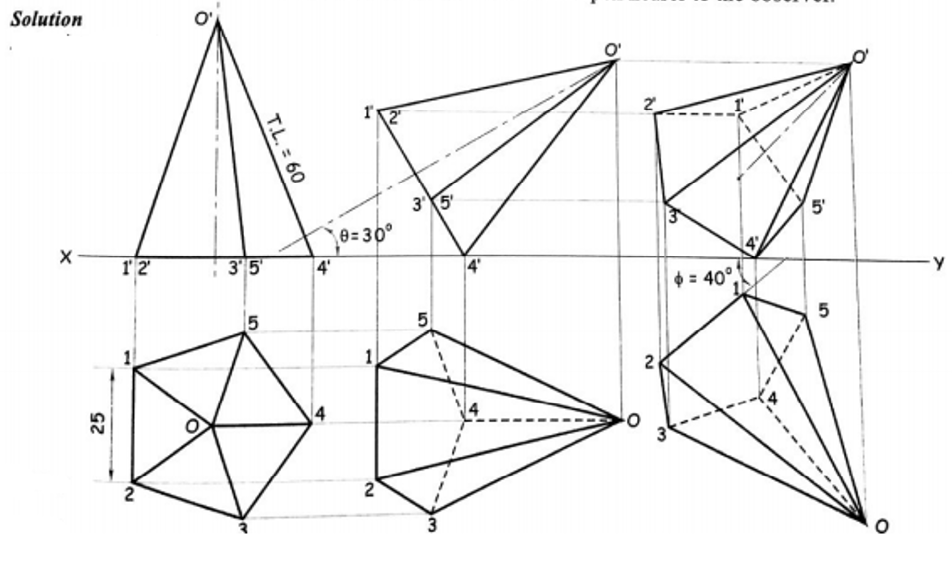 Solution
O'
T.L. = 60
X
1' 2' 3' 5' 4'
5
1
O
4
25
2
3
O'
1' 2'
3' 5'
θ=30°
4'
5
1
4
O
2
3
O'
2' 1'
3' 5'
4'
Y
ϕ = 40°
1
5
2
4
3
O